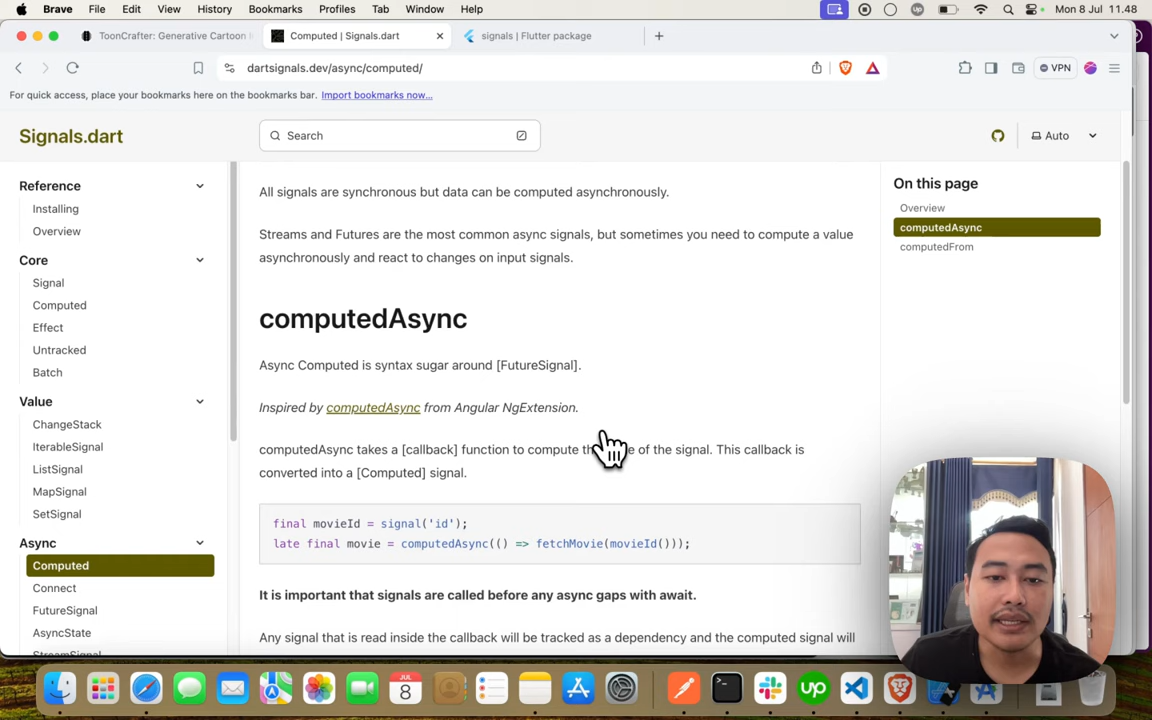 Brave File Edit View History Bookmarks Profiles Tab Window Help
Mon 8 Jul 11.48
ToonCrafter: Generative Cartoon
Computed | Signals.dart
signals | Flutter package
dartsignals.dev/async/computed/
VPN
For quick access, place your bookmarks here on the bookmarks bar. Import bookmarks now...
Signals.dart
Search
Auto
Reference
Installing
Overview
Core
Signal
Computed
Effect
Untracked
Batch
Value
ChangeStack
IterableSignal
ListSignal
MapSignal
SetSignal
Async
Computed
Connect
FutureSignal
AsyncState
StreamSignal
All signals are synchronous but data can be computed asynchronously.
Streams and Futures are the most common async signals, but sometimes you need to compute a value
asynchronously and react to changes on input signals.
computedAsync
Async Computed is syntax sugar around [FutureSignal].
Inspired by computedAsync from Angular NgExtension.
computedAsync takes a [callback] function to compute th e of the signal. This callback is
converted into a [Computed] signal.
final movieId = signal('id');
late final movie = computedAsync(() => fetchMovie(movieId()));
It is important that signals are called before any async gaps with await.
Any signal that is read inside the callback will be tracked as a dependency and the computed signal will
On this page
Overview
computedAsync
computedFrom
JUL
8
up